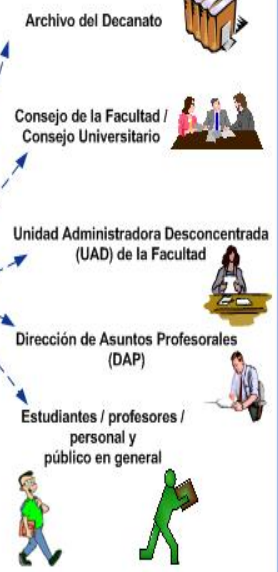 Archivo del Decanato
Consejo de la Facultad /
Consejo Universitario
Unidad Administradora Desconcentrada
(UAD) de la Facultad
Dirección de Asuntos Profesorales
(DAP)
Estudiantes / profesores /
personal y
público en general